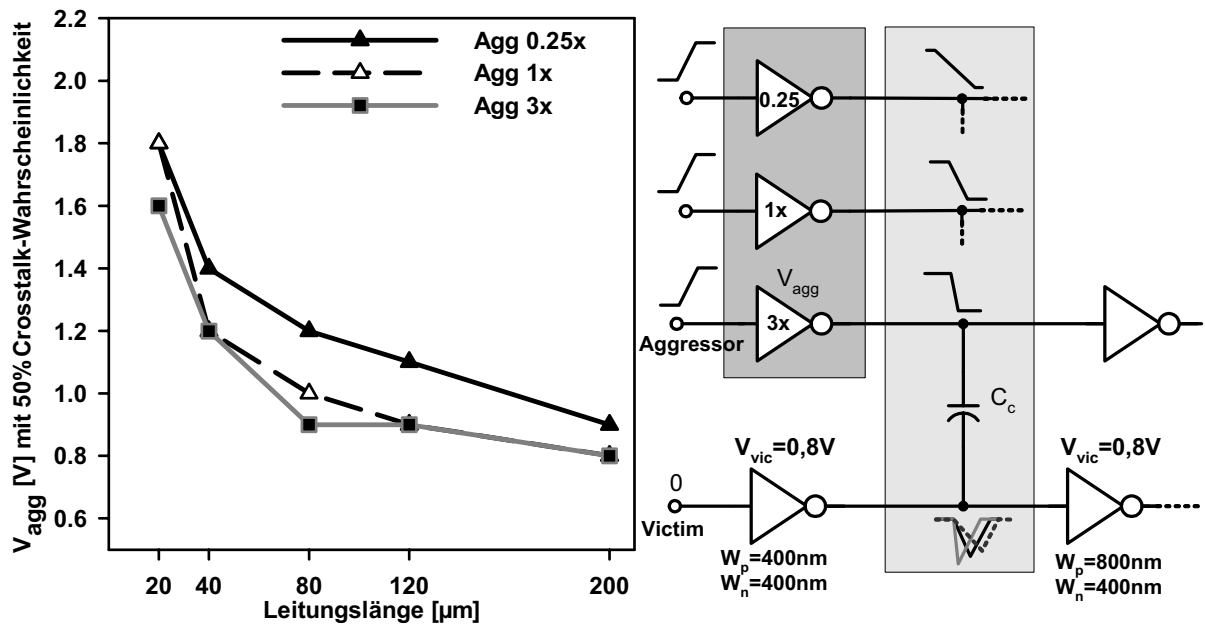 V_agg [V] mit 50% Crosstalk-Wahrscheinlichkeit
2.2
2.0
1.8
1.6
1.4
1.2
1.0
0.8
0.6
20
40
80
120
200
Leitungslänge [µm]
Agg 0.25x
Agg 1x
Agg 3x
0.25
1x
V_agg
3x
Aggressor
C_c
V_vic=0,8V
V_vic=0,8V
0
Victim
W_p=400nm
W_n=400nm
W_p=800nm
W_n=400nm